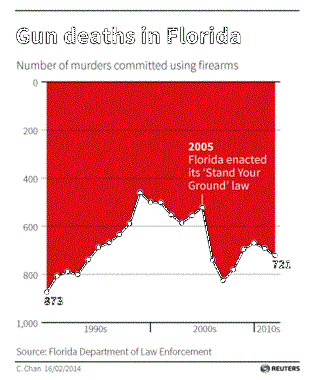 Gun deaths in Florida
Number of murders committed using firearms
0
200
400
600
800
1,000
2005
Florida enacted
its ‘Stand Your
Ground’ law
873
721
1990s
2000s
2010s
Source: Florida Department of Law Enforcement
C. Chan 16/02/2014
REUTERS